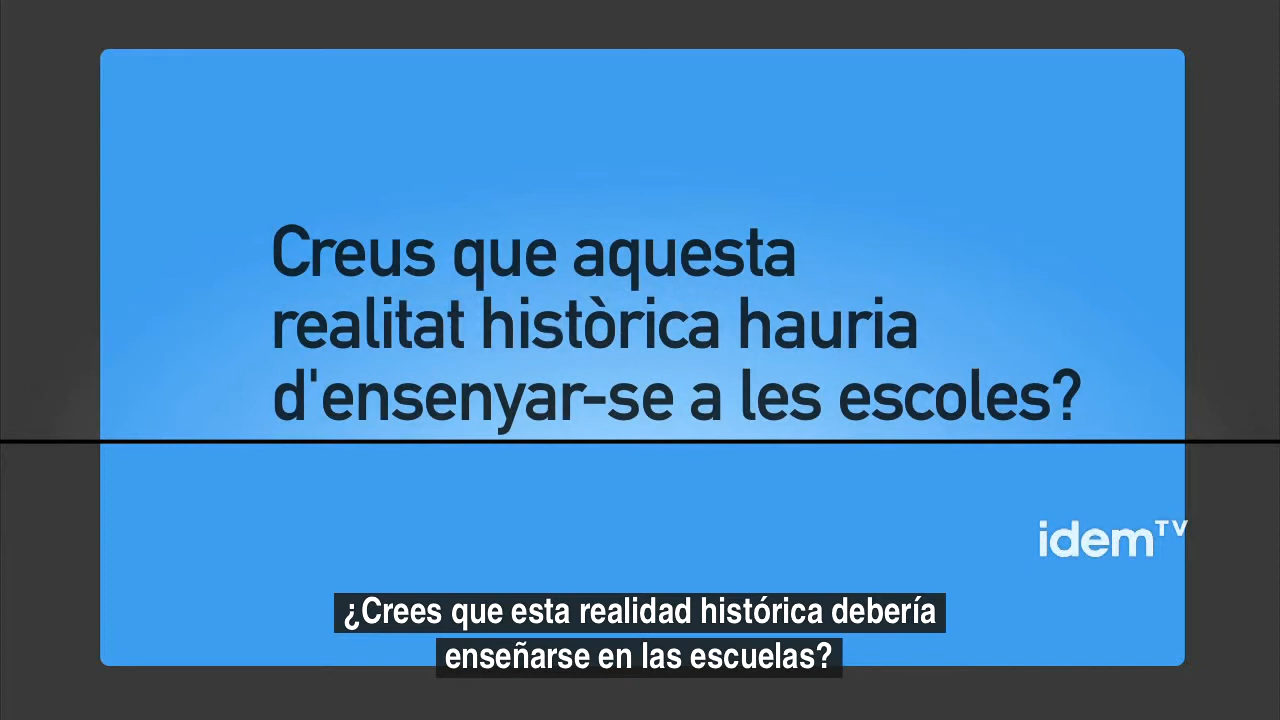 Creus que aquesta
realitat històrica hauria
d'ensenyar-se a les escoles?
idemTV
¿Crees que esta realidad histórica debería
enseñarse en las escuelas?